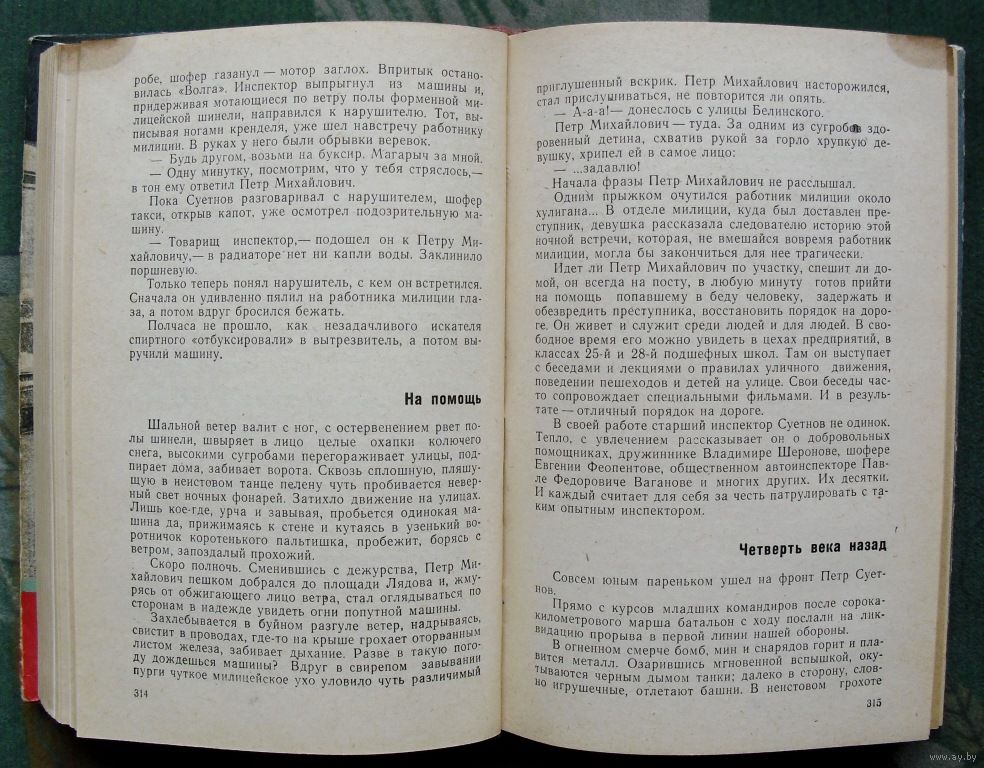 робе, шофер газанул — мотор заглох. Впритык остано-
вилась «Волга». Инспектор выпрыгнул из машины и,
придерживая мотающиеся по ветру полы форменной ми-
лицейской шинели, направился к нарушителю. Тот, вы-
писывая ногами кренделя, уже шел навстречу работнику
милиции. В руках у него были обрывки веревок.
— Будь другом, возьми на буксир. Магарыч за мной.
— Одну минутку, посмотрим, что у тебя стряслось,—
в тон ему ответил Петр Михайлович.
Пока Суетнов разговаривал с нарушителем, шофер
такси, открыв капот, уже осмотрел подозрительную ма-
шину.
— Товарищ инспектор,— подошел он к Петру Ми-
хайловичу,— в радиаторе нет ни капли воды. Заклинило
поршневую.
Только теперь понял нарушитель, с кем он встретился.
Сначала он удивленно пялил на работника милиции гла-
за, а потом вдруг бросился бежать.
Полчаса не прошло, как незадачливого искателя
спиртного «отбуксировали» в вытрезвитель, а потом вы-
ручили машину.
На помощь
Шальной ветер валит с ног, с остервенением рвет по-
лы шинели, швыряет в лицо целые охапки колючего
снега, высокими сугробами перегораживает улицы, под-
пирает дома, забивает ворота. Сквозь сплошную, пляшу-
щую в неистовом танце пелену чуть пробивается невер-
ный свет ночных фонарей. Затихло движение на улицах.
Лишь кое-где, урча и завывая, пробьется одинокая ма-
шина да, прижимаясь к стене и кутаясь в узенький во-
ротничок коротенького пальтишка, пробежит, борясь с
ветром, запоздалый прохожий.
Скоро полночь. Сменившись с дежурства, Петр Ми-
хайлович пешком добрался до площади Лядова и, жму-
рясь от обжигающего лицо ветра, стал оглядываться по
сторонам в надежде увидеть огни попутной машины.
Захлебывается в буйном разгуле ветер, надрываясь,
свистит в проводах, где-то на крыше грохает оторванным
листом железа, забивает дыхание. Разве в такую пого-
ду дождешься машины? Вдруг в свирепом завывании
пурги чуткое милицейское ухо уловило чуть различимый
314
приглушенный вскрик. Петр Михайлович насторожился,
стал прислушиваться, не повторится ли опять.
— А-а-а!— донеслось с улицы Белинского.
Петр Михайлович — туда. За одним из сугробов здо-
ровенный детина, схватив рукой за горло хрупкую де-
вушку, хрипел ей в самое лицо:
— ...задавлю!
Начала фразы Петр Михайлович не расслышал.
Одним прыжком очутился работник милиции около
хулигана... В отделе милиции, куда был доставлен пре-
ступник, девушка рассказала следователю историю этой
ночной встречи, которая, не вмешайся вовремя работник
милиции, могла бы закончиться для нее трагически.
Идет ли Петр Михайлович по участку, спешит ли до-
мой, он всегда на посту, в любую минуту готов прийти
на помощь попавшему в беду человеку, задержать и
обезвредить преступника, восстановить порядок на доро-
ге. Он живет и служит среди людей и для людей. В сво-
бодное время его можно увидеть в цехах предприятий, в
классах 25-й и 28-й подшефных школ. Там он выступает
с беседами и лекциями о правилах уличного движения,
поведении пешеходов и детей на улице. Свои беседы час-
то сопровождает специальными фильмами. И в резуль-
тате — отличный порядок на дороге.
В своей работе старший инспектор Суетнов не одинок.
Тепло, с увлечением рассказывает он о добровольных
помощниках, дружиннике Владимире Шеронове, шофере
Евгении Феопентове, общественном автоинспекторе Пав-
ле Федоровиче Ваганове и многих других. Их десятки.
И каждый считает для себя за честь патрулировать с та-
ким опытным инспектором.
Четверть века назад
Совсем юным пареньком ушел на фронт Петр Сует-
нов.
Прямо с курсов младших командиров после сорока-
километрового марша батальон с ходу послали на лик-
видацию прорыва в первой линии нашей обороны.
В огненном смерче бомб, мин и снарядов горит и пла-
вится металл. Озарившись мгновенной вспышкой, оку-
тываются черным дымом танки; далеко в сторону, слов-
но игрушечные, отлетают башни. В неистовом грохоте
315
www.ay.by